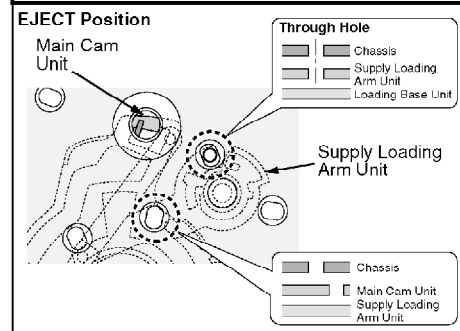 EJECT Position
Main Cam
Unit
Through Hole
Chassis
Supply Loading
Arm Unit
Loading Base Unit
Supply Loading
Arm Unit
Chassis
Main Cam Unit
Supply Loading
Arm Unit